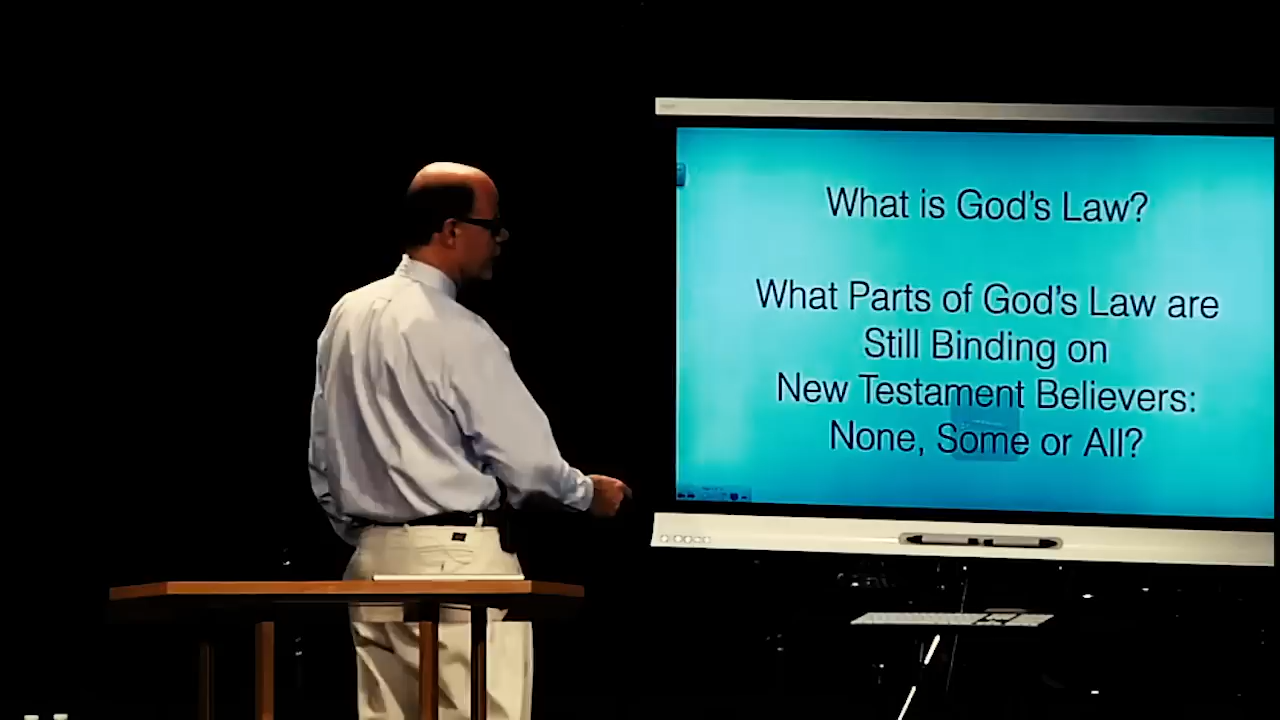 What is God's Law?
What Parts of God's Law are
Still Binding on
New Testament Believers:
None, Some or All?